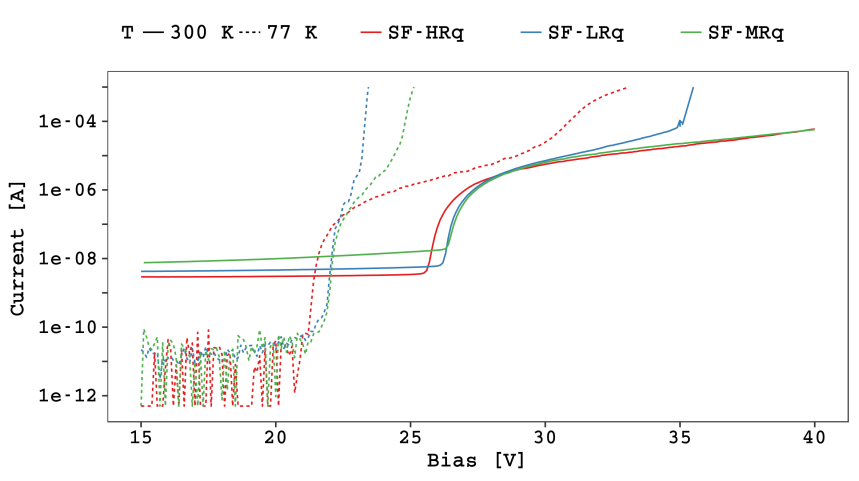 T 300 K 77 K SF-HRq SF-LRq SF-MRq
1e-04
1e-06
1e-08
1e-10
1e-12
Current [A]
15 20 25 30 35 40
Bias [V]